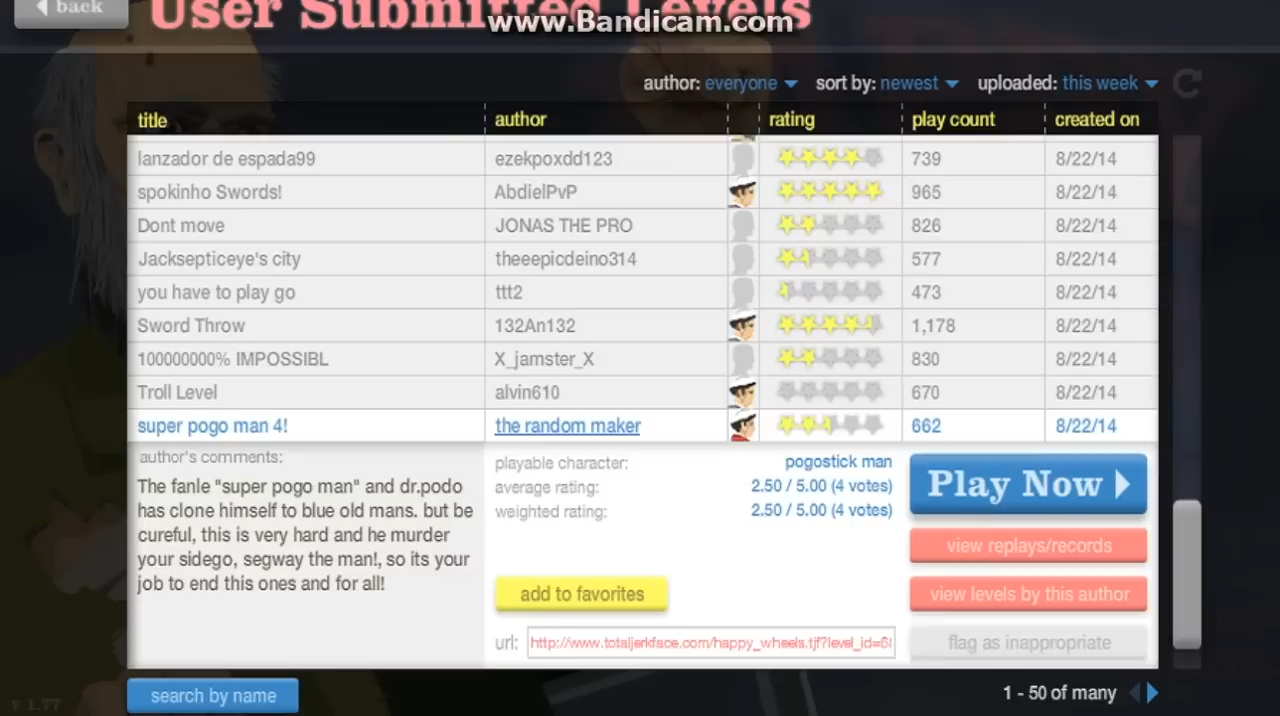 back
User Submitted Levels
www.Bandicam.com
author: everyone sort by: newest uploaded: this week
title author rating play count created on
lanzador de espada99 ezekpoxdd123 739 8/22/14
spokinho Swords! AbdielPvP 965 8/22/14
Dont move JONAS THE PRO 826 8/22/14
Jacksepticeye's city theeepicdeino314 577 8/22/14
you have to play go ttt2 473 8/22/14
Sword Throw 132An132 1,178 8/22/14
100000000% IMPOSSIBL X_jamster_X 830 8/22/14
Troll Level alvin610 670 8/22/14
super pogo man 4! the random maker 662 8/22/14
author's comments:
The fanle "super pogo man" and dr.podo
has clone himself to blue old mans. but be
cureful, this is very hard and he murder
your sidego, segway the man!, so its your
job to end this ones and for all!
playable character: pogostick man
average rating: 2.50 / 5.00 (4 votes)
weighted rating: 2.50 / 5.00 (4 votes)
add to favorites
url: http://www.totaljerkface.com/happy_wheels.tjf?level_id=6
Play Now
view replays/records
view levels by this author
flag as inappropriate
v 1.77
search by name
1 - 50 of many